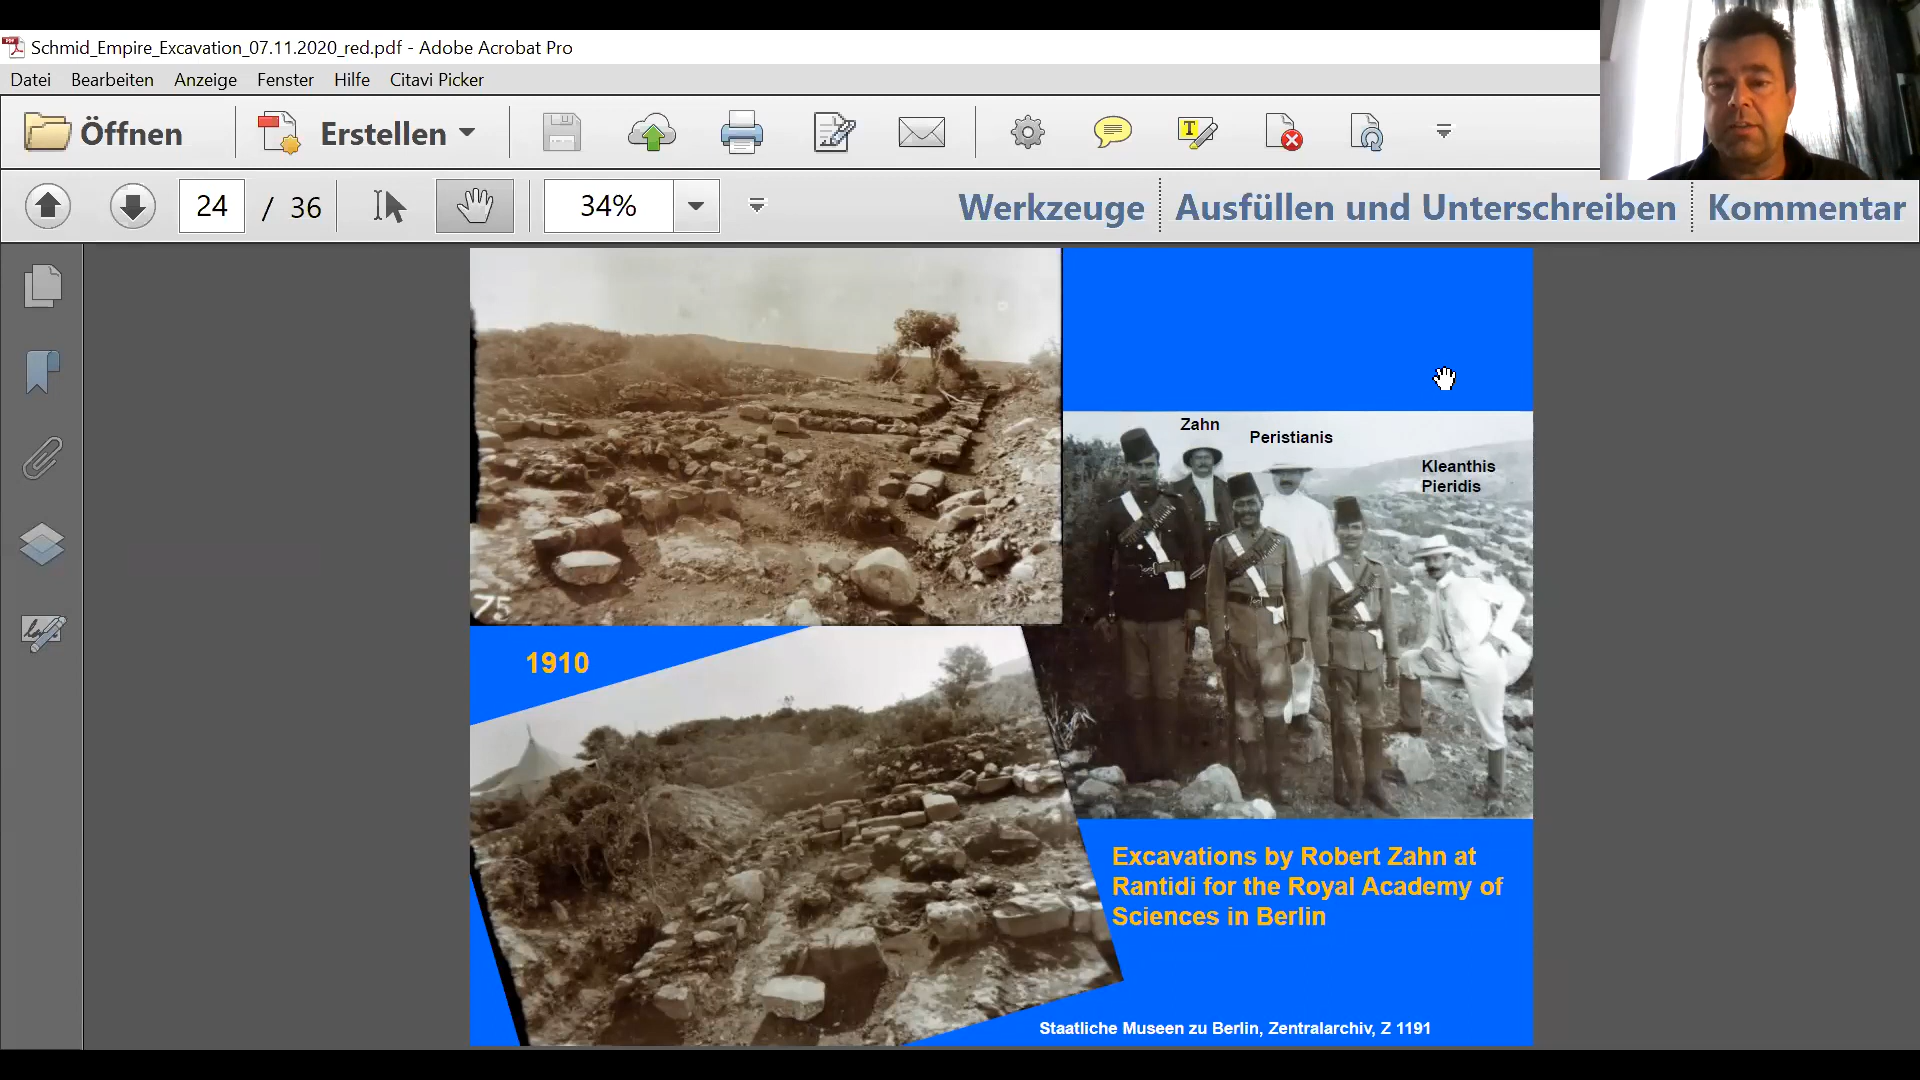 Schmid_Empire_Excavation_07.11.2020_red.pdf - Adobe Acrobat Pro
Datei Bearbeiten Anzeige Fenster Hilfe Citavi Picker
Öffnen Erstellen
24 / 36 34% Werkzeuge Ausfüllen und Unterschreiben Kommentar
Zahn
Peristianis
Kleanthis
Pieridis
75
1910
Excavations by Robert Zahn at
Rantidi for the Royal Academy of
Sciences in Berlin
Staatliche Museen zu Berlin, Zentralarchiv, Z 1191